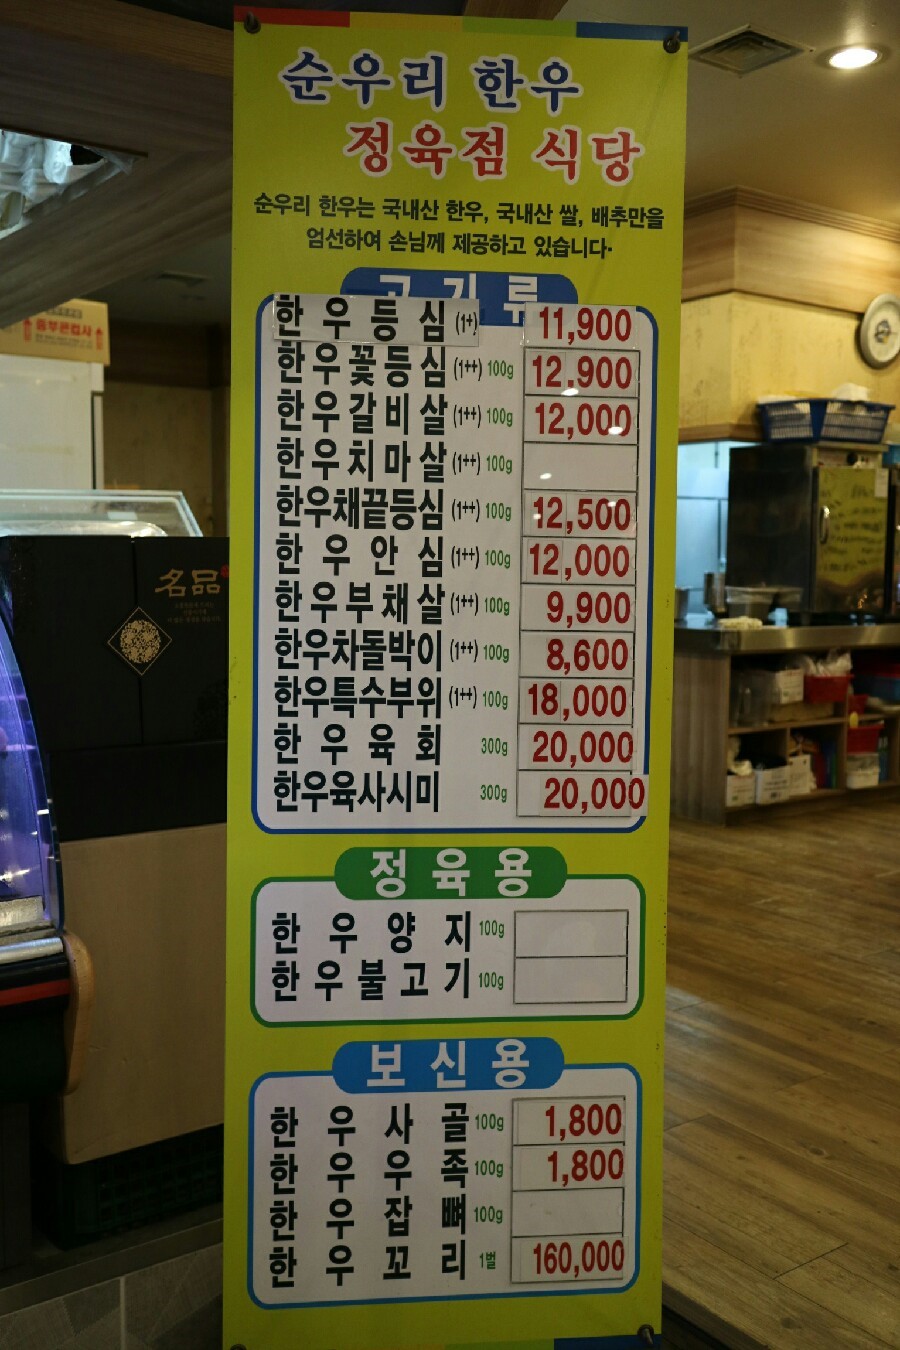 순우리 한우
정육점 식당
순우리 한우는 국내산 한우, 국내산 쌀, 배추만을
엄선하여 손님께 제공하고 있습니다.
고기류
한우등심 (1+) 11,900
한우꽃등심 (1++) 100g 12,900
한우갈비살 (1++) 100g 12,000
한우치마살 (1++) 100g
한우채끝등심 (1++) 100g 12,500
한우안심 (1++) 100g 12,000
한우부채살 (1++) 100g 9,900
한우차돌박이 (1++) 100g 8,600
한우특수부위 (1++) 100g 18,000
한우육회 300g 20,000
한우육사시미 300g 20,000
정육용
한우양지 100g
한우불고기 100g
보신용
한우사골 100g 1,800
한우우족 100g 1,800
한우잡뼈 100g
한우꼬리 1벌 160,000
名品